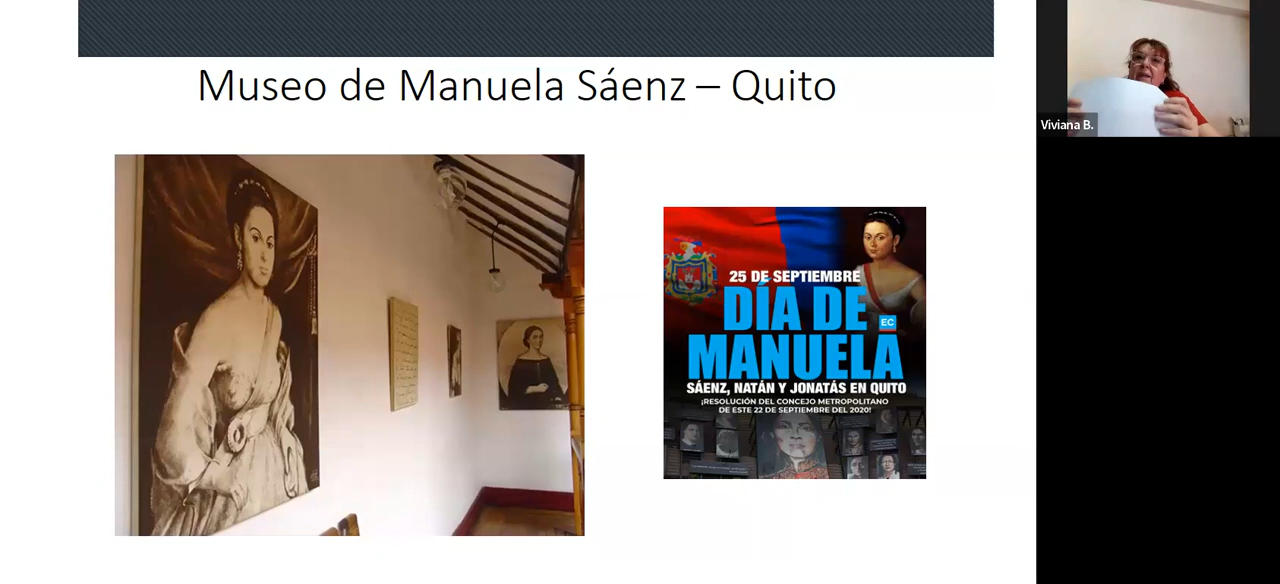 Museo de Manuela Sáenz – Quito
25 DE SEPTIEMBRE
DÍA DE
EC
MANUELA
SÁENZ, NATÁN Y JONATÁS EN QUITO
¡RESOLUCIÓN DEL CONCEJO METROPOLITANO
DE ESTE 22 DE SEPTIEMBRE DEL 2020!
Viviana B.